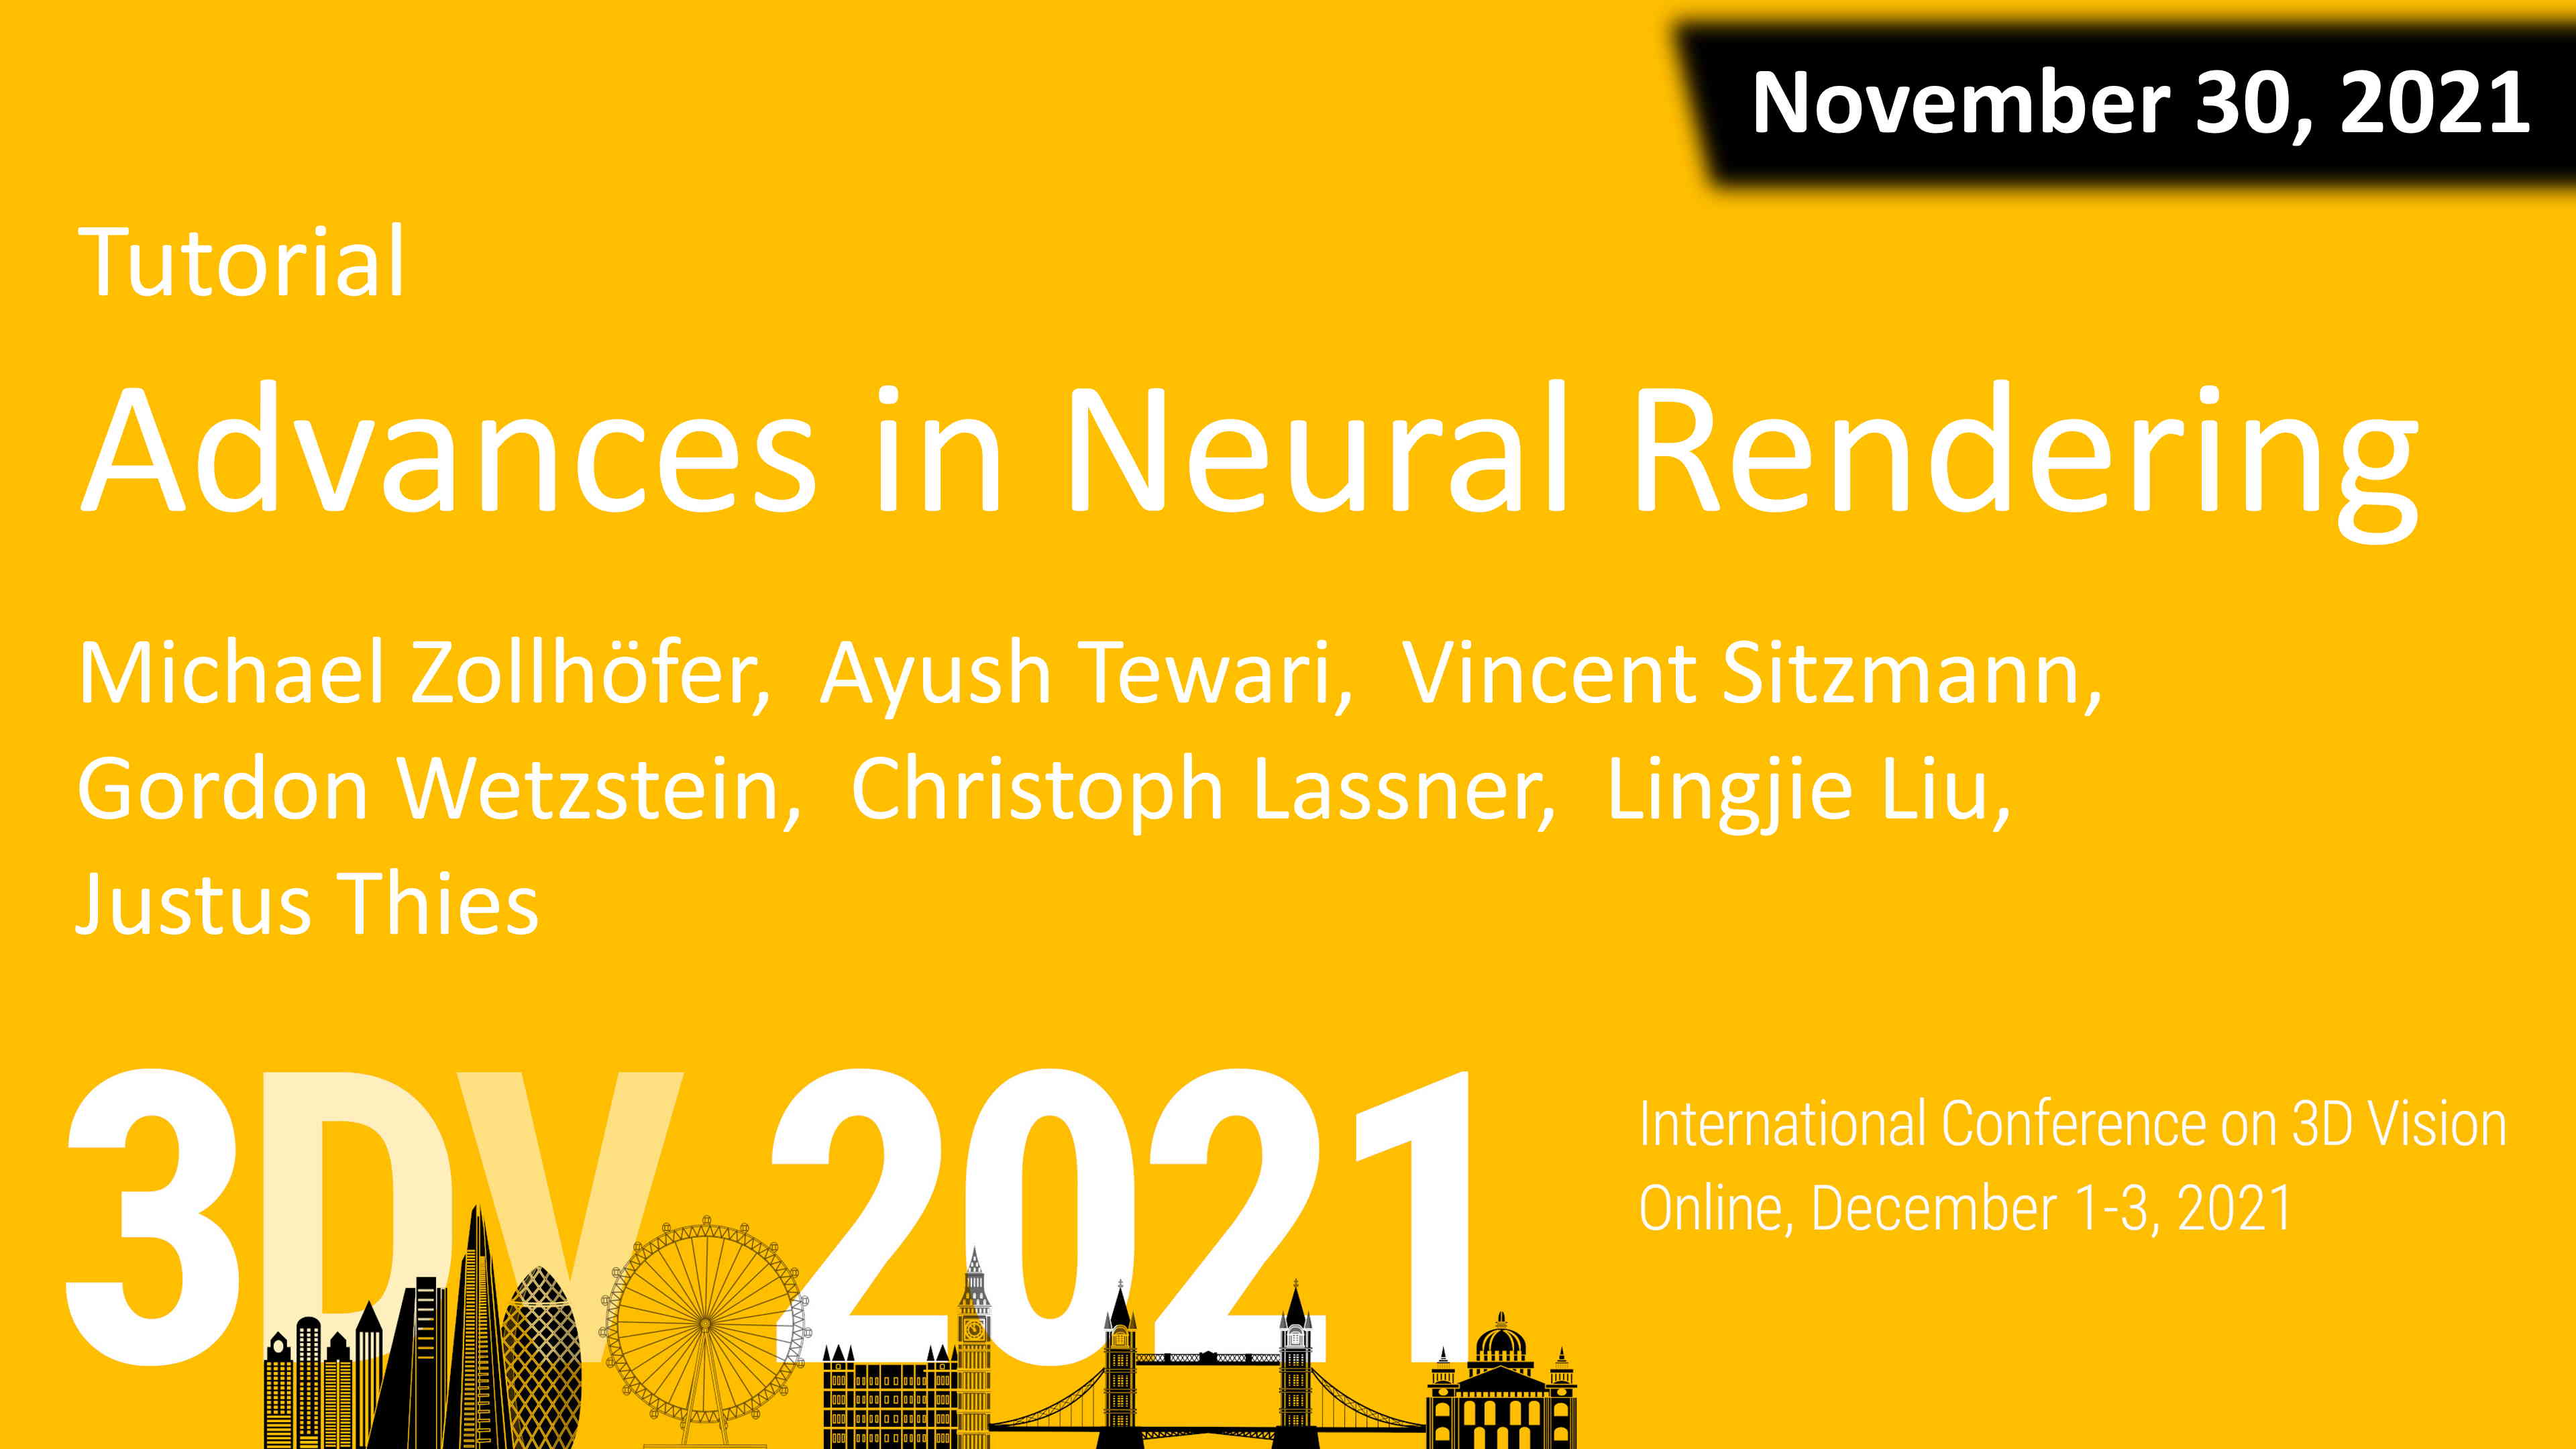 November 30, 2021
Tutorial
Advances in Neural Rendering
Michael Zollhöfer, Ayush Tewari, Vincent Sitzmann,
Gordon Wetzstein, Christoph Lassner, Lingjie Liu,
Justus Thies
3DV 2021
International Conference on 3D Vision
Online, December 1-3, 2021